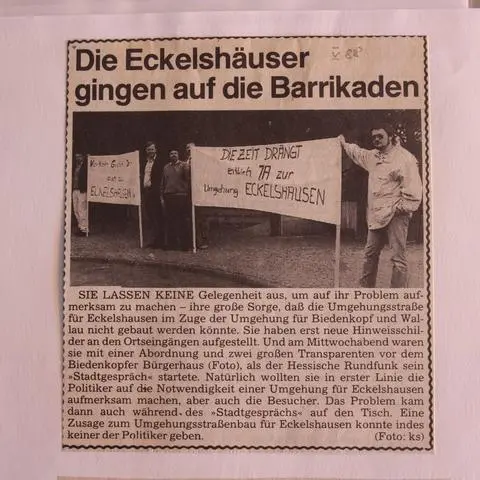 Die Eckelshäuser
gingen auf die Barrikaden
ECKELSHAUSEN
DIE ZEIT DRÄNGT
endlich JA zur
Umgehung ECKELSHAUSEN
SIE LASSEN KEINE Gelegenheit aus, um auf ihr Problem auf-
merksam zu machen – ihre große Sorge, daß die Umgehungsstraße
für Eckelshausen im Zuge der Umgehung für Biedenkopf und Wal-
lau nicht gebaut werden könnte. Sie haben erst neue Hinweisschil-
der an den Ortseingängen aufgestellt. Und am Mittwochabend waren
sie mit einer Abordnung und zwei großen Transparenten vor dem
Biedenkopfer Bürgerhaus (Foto), als der Hessische Rundfunk sein
»Stadtgespräch« startete. Natürlich wollten sie in erster Linie die
Politiker auf die Notwendigkeit einer Umgehung für Eckelshausen
aufmerksam machen, aber auch die Besucher. Das Problem kam
dann auch während des »Stadtgesprächs« auf den Tisch. Eine
Zusage zum Umgehungsstraßenbau für Eckelshausen konnte indes
keiner der Politiker geben. (Foto: ks)